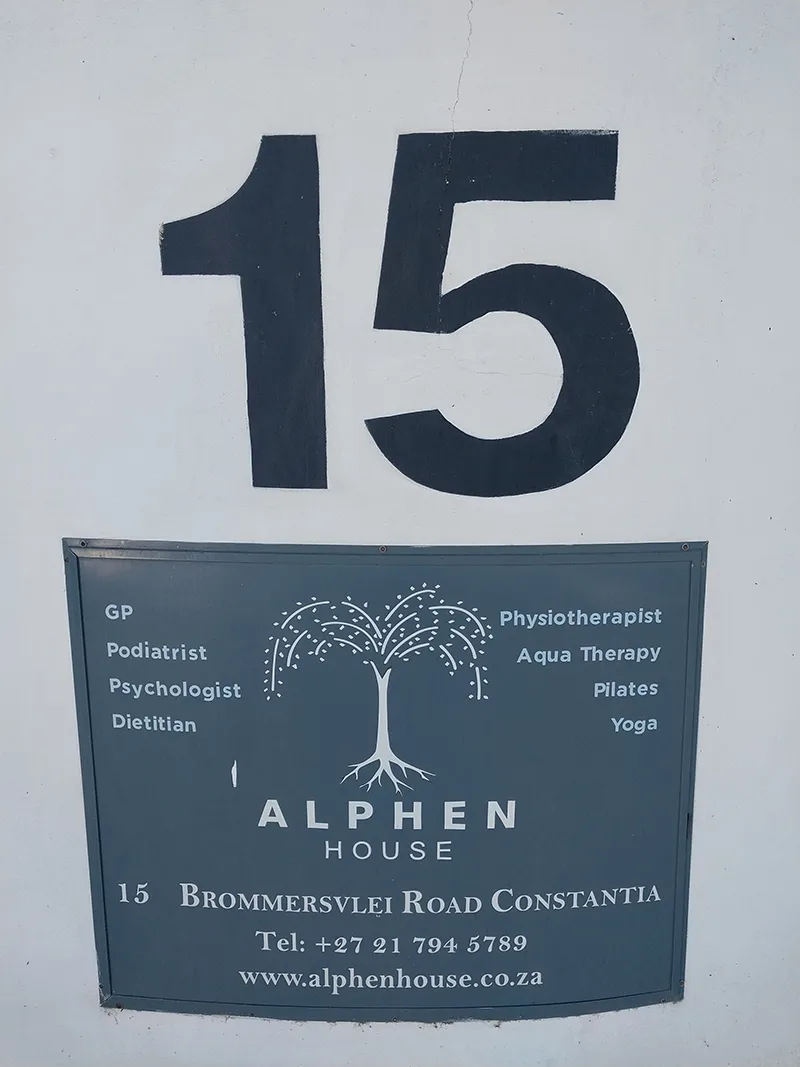 15
GP
Podiatrist
Psychologist
Dietitian
Physiotherapist
Aqua Therapy
Pilates
Yoga
ALPHEN
HOUSE
15 BROMMERSVLEI ROAD CONSTANTIA
Tel: +27 21 794 5789
www.alphenhouse.co.za